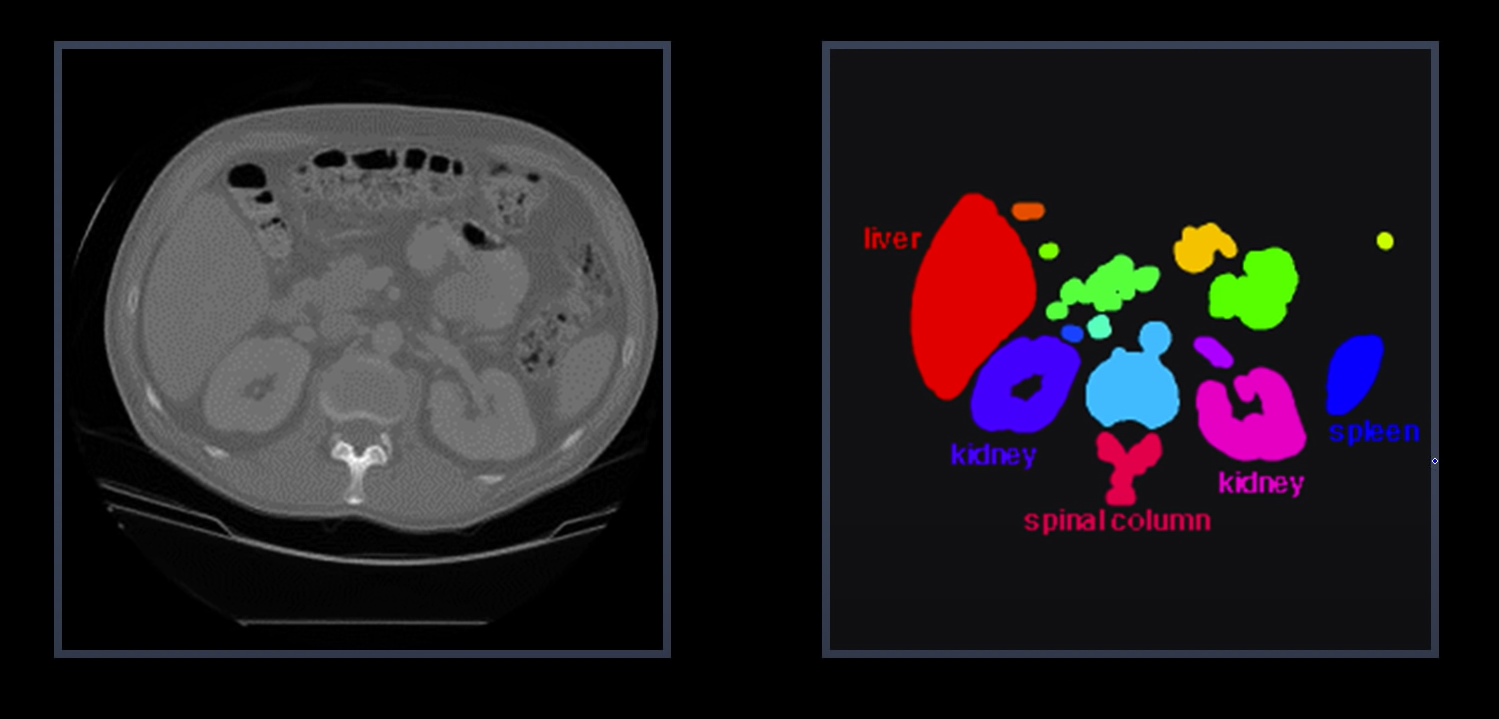 liver
spleen
kidney
kidney
spinal column